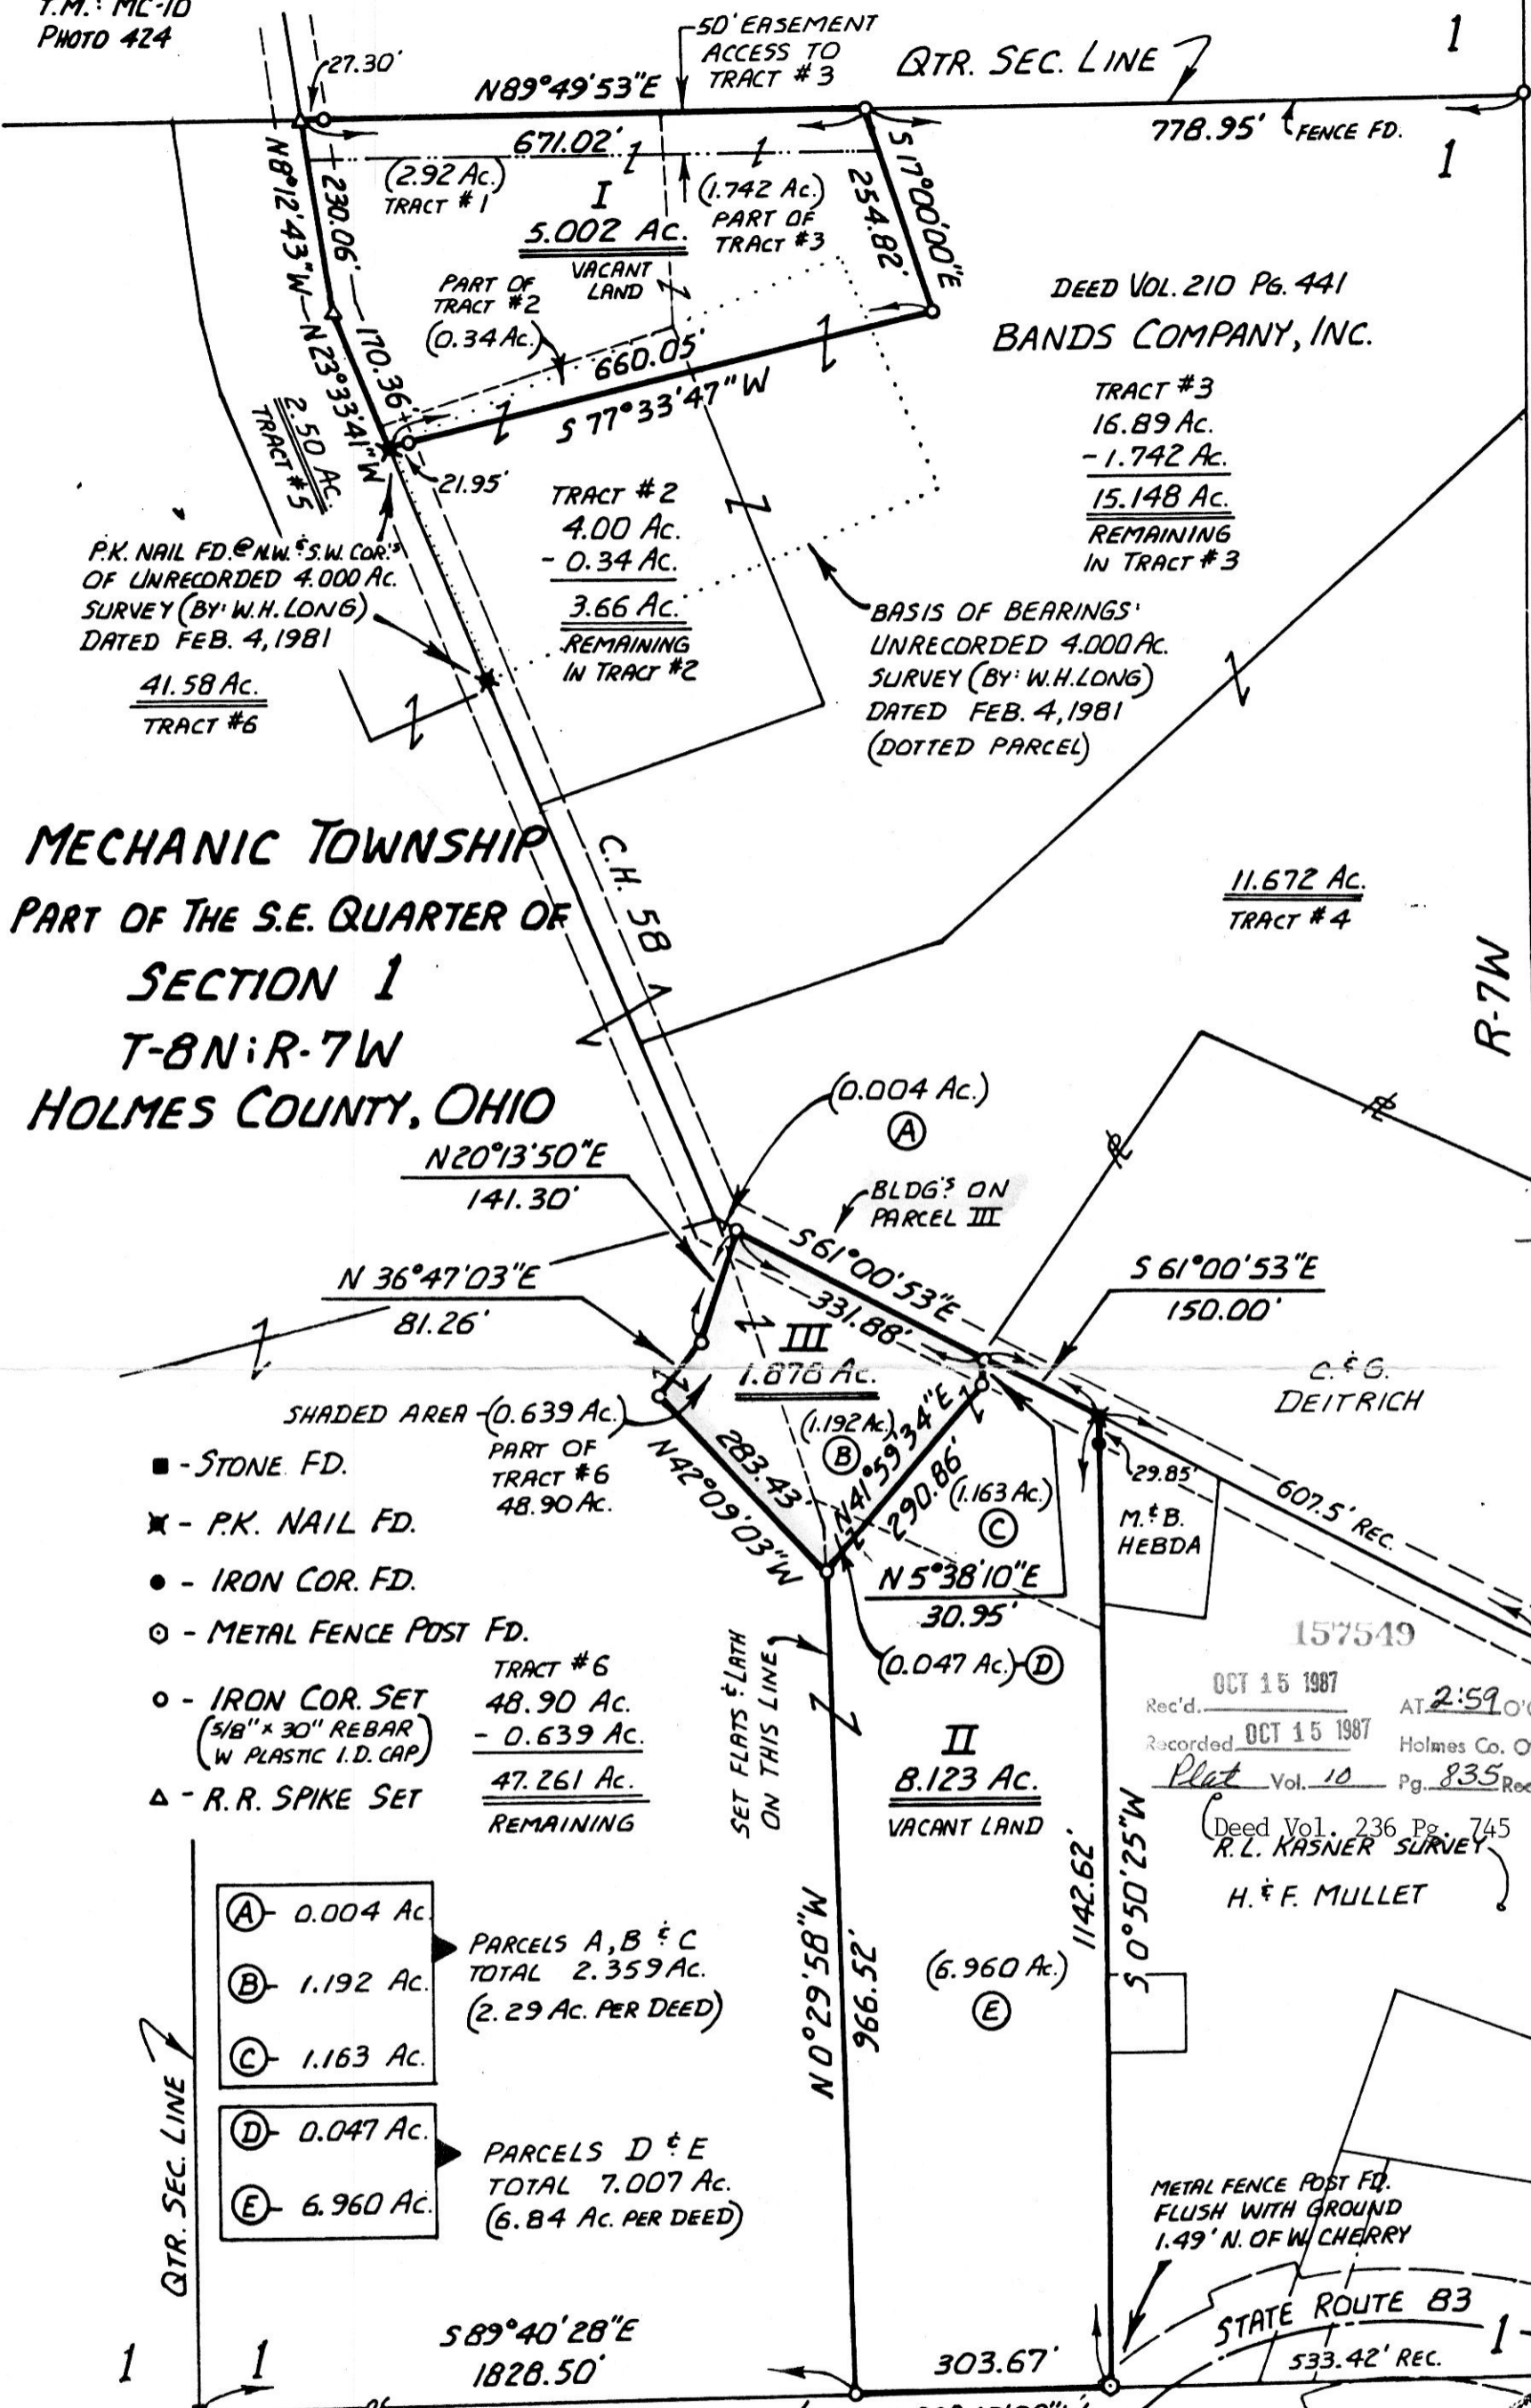 T.M.: MC-10
PHOTO 424
27.30'
50' EASEMENT
ACCESS TO
TRACT #3
QTR. SEC. LINE
1
N89°49'53"E
671.02'
778.95'
FENCE FD.
1
N8°12'43"W
230.06'
(2.92 Ac.)
TRACT #1
I
5.002 Ac.
VACANT
LAND
(1.742 Ac.)
PART OF
TRACT #3
S17°00'00"E
254.82'
PART OF
TRACT #2
(0.34 Ac.)
N23°33'41"W
170.36'
660.05'
S77°33'47"W
21.95'
2.50 AC.
TRACT #5
DEED VOL. 210 PG. 441
BANDS COMPANY, INC.
TRACT #3
16.89 Ac.
-1.742 Ac.
15.148 Ac.
REMAINING
IN TRACT #3
TRACT #2
4.00 Ac.
- 0.34 Ac.
3.66 Ac.
REMAINING
IN TRACT #2
P.K. NAIL FD. @ N.W. & S.W. COR.'S
OF UNRECORDED 4.000 Ac.
SURVEY (BY: W.H. LONG)
DATED FEB. 4, 1981
41.58 Ac.
TRACT #6
BASIS OF BEARINGS:
UNRECORDED 4.000 Ac.
SURVEY (BY: W.H. LONG)
DATED FEB. 4, 1981
(DOTTED PARCEL)
MECHANIC TOWNSHIP
PART OF THE S.E. QUARTER OF
SECTION 1
T-8N; R-7W
HOLMES COUNTY, OHIO
C.H. 58
11.672 Ac.
TRACT #4
R-7W
(0.004 Ac.)
A
N20°13'50"E
141.30'
BLDG'S ON
PARCEL III
S61°00'53"E
331.88'
S 61°00'53"E
150.00'
N 36°47'03"E
81.26'
III
1.878 Ac.
C. & G.
DEITRICH
SHADED AREA - (0.639 Ac.)
PART OF
TRACT #6
48.90 Ac.
(1.192 Ac.)
B
N42°09'03"W
283.43'
N41°59'34"E
290.86'
(1.163 Ac.)
C
29.85'
M. & B.
HEBDA
607.5' REC.
N5°38'10"E
30.95'
(0.047 Ac.) D
■ - STONE FD.
- P.K. NAIL FD.
● - IRON COR. FD.
- METAL FENCE POST FD.
○ - IRON COR. SET
(5/8" x 30" REBAR
W PLASTIC I.D. CAP)
△ - R.R. SPIKE SET
TRACT #6
48.90 Ac.
- 0.639 Ac.
47.261 Ac.
REMAINING
SET FLATS & LATH
ON THIS LINE
157549
Rec'd. OCT 15 1987 AT 2:59 O'
Recorded OCT 15 1987 Holmes Co. O
Plat Vol. 10 Pg. 835 Rec
(Deed Vol. 236 Pg. 745
R.L. KASNER SURVEY
H. & F. MULLET
II
8.123 Ac.
VACANT LAND
N0°29'58"W
966.52'
1142.62'
S 0°50'25"W
(6.960 Ac.)
E
A - 0.004 Ac.
B - 1.192 Ac.
C - 1.163 Ac.
PARCELS A, B & C
TOTAL 2.359 Ac.
(2.29 Ac. PER DEED)
D - 0.047 Ac.
E - 6.960 Ac.
PARCELS D & E
TOTAL 7.007 Ac.
(6.84 Ac. PER DEED)
QTR. SEC. LINE
METAL FENCE POST FD.
FLUSH WITH GROUND
1.49' N. OF W/ CHERRY
STATE ROUTE 83
533.42' REC.
1
S89°40'28"E
1828.50'
303.67'
1
1